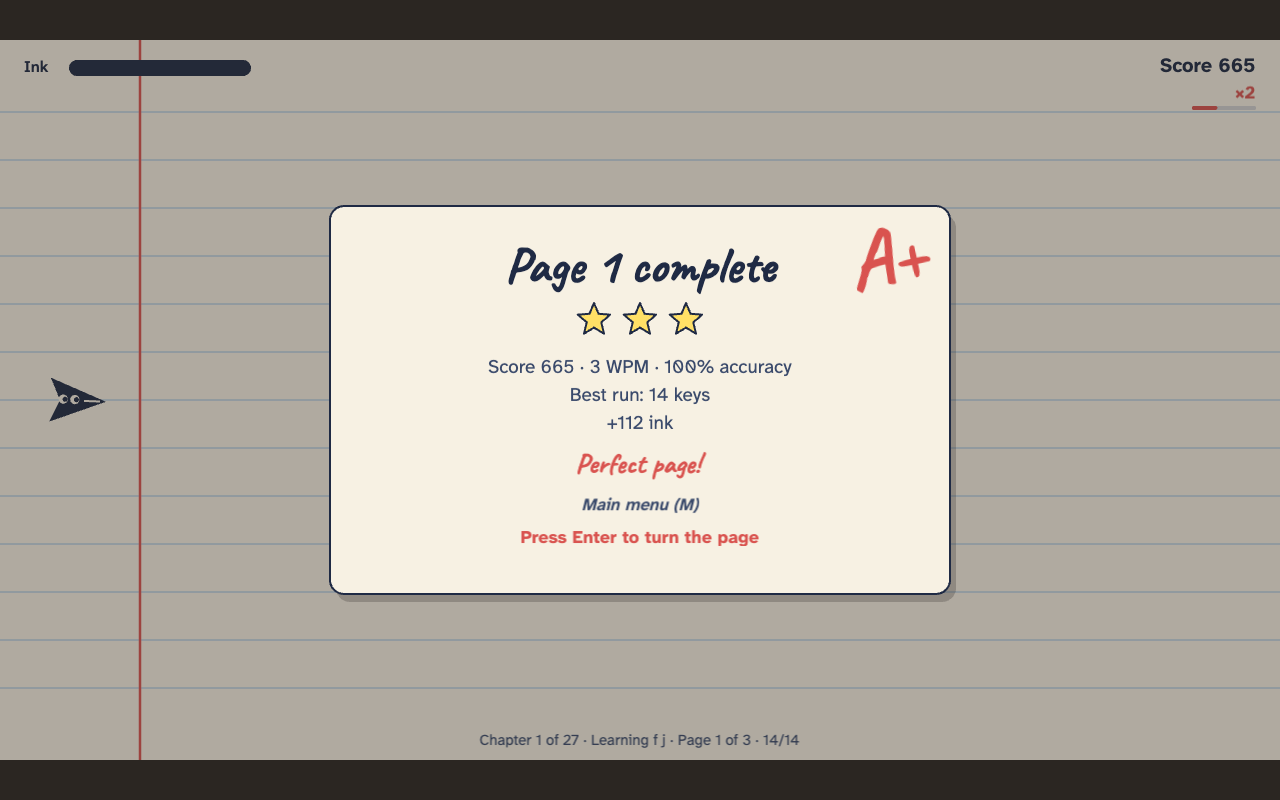 Ink
Score 665
×2
A+
Page 1 complete
Score 665 · 3 WPM · 100% accuracy
Best run: 14 keys
+112 ink
Perfect page!
Main menu (M)
Press Enter to turn the page
Chapter 1 of 27 · Learning f j · Page 1 of 3 · 14/14